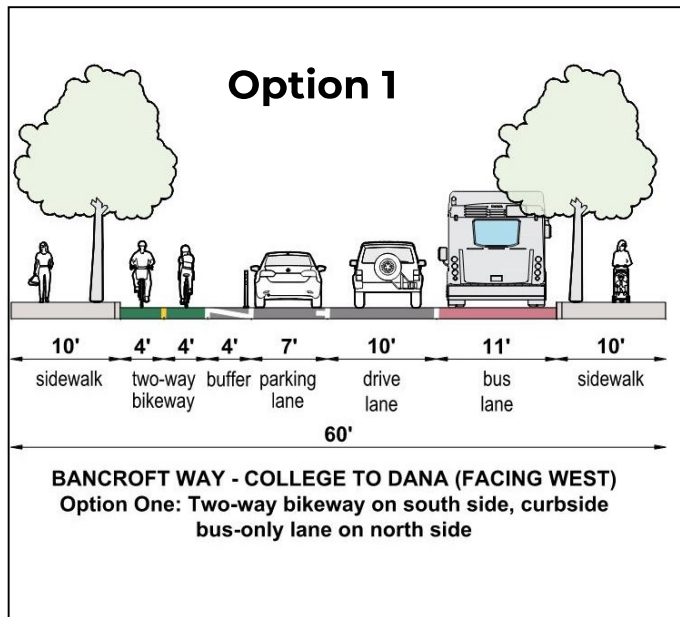 Option 1
10' 4' 4' 4' 7' 10' 11' 10'
sidewalk two-way buffer parking drive bus sidewalk
bikeway lane lane lane
60'
BANCROFT WAY - COLLEGE TO DANA (FACING WEST)
Option One: Two-way bikeway on south side, curbside
bus-only lane on north side